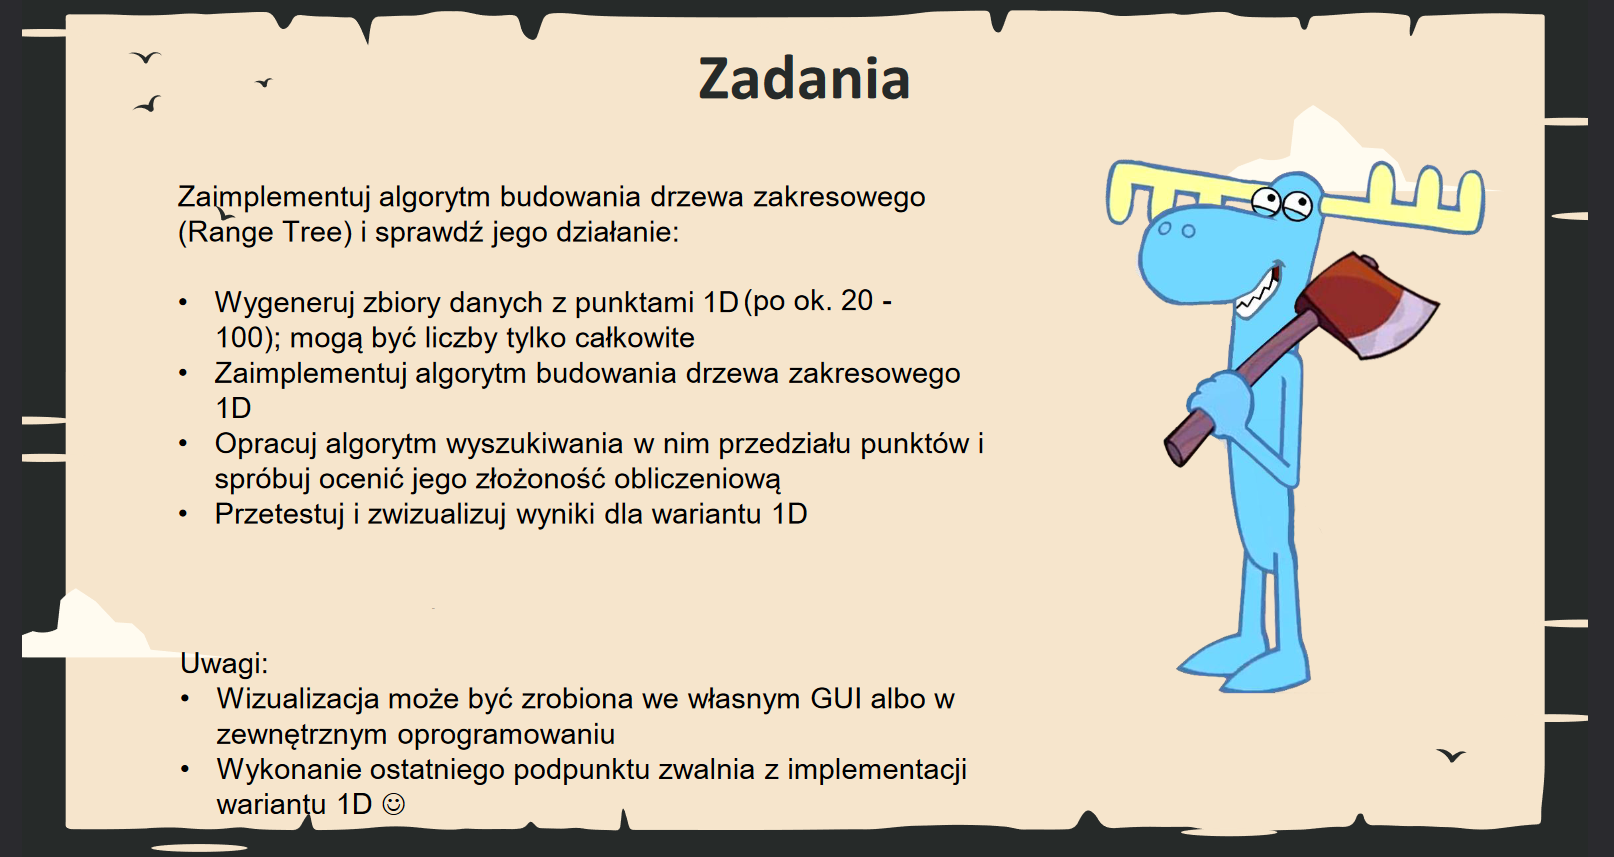 Zadania
Zaimplementuj algorytm budowania drzewa zakresowego
(Range Tree) i sprawdź jego działanie:
• Wygeneruj zbiory danych z punktami 1D (po ok. 20 -
100); mogą być liczby tylko całkowite
• Zaimplementuj algorytm budowania drzewa zakresowego
1D
• Opracuj algorytm wyszukiwania w nim przedziału punktów i
spróbuj ocenić jego złożoność obliczeniową
• Przetestuj i zwizualizuj wyniki dla wariantu 1D
Uwagi:
• Wizualizacja może być zrobiona we własnym GUI albo w
zewnętrznym oprogramowaniu
• Wykonanie ostatniego podpunktu zwalnia z implementacji
wariantu 1D ☺